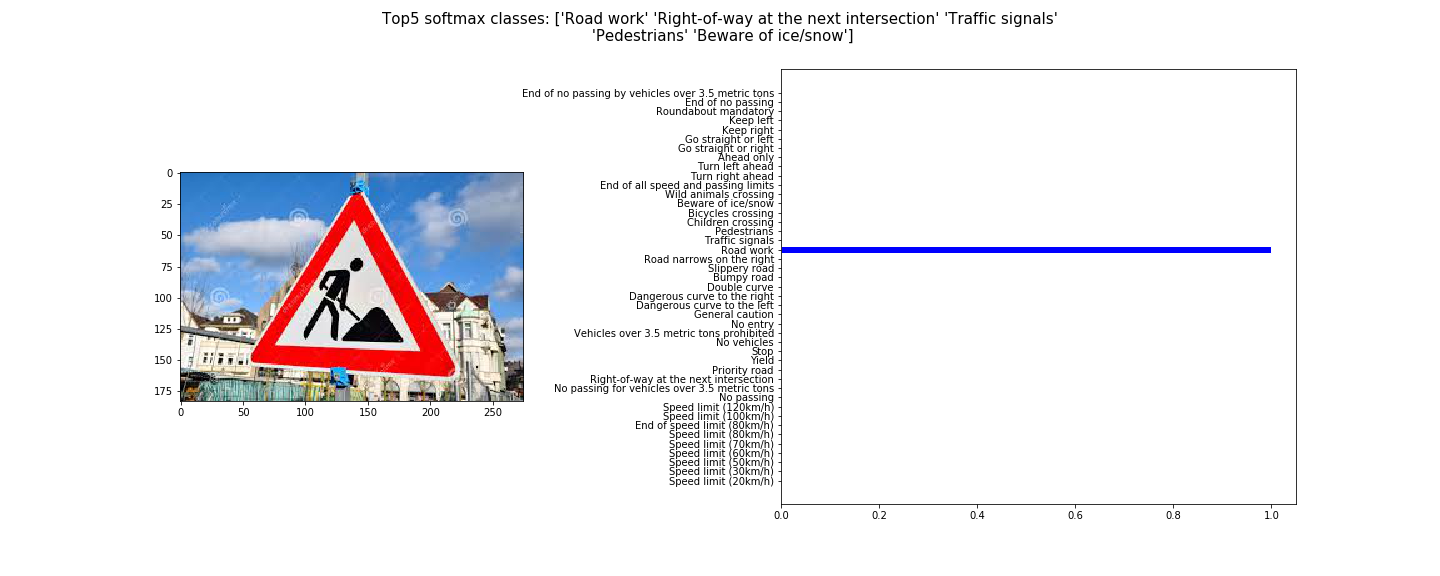 Top5 softmax classes: ['Road work' 'Right-of-way at the next intersection' 'Traffic signals'
'Pedestrians' 'Beware of ice/snow']
0
25
50
75
100
125
150
175
0 50 100 150 200 250
End of no passing by vehicles over 3.5 metric tons
End of no passing
Roundabout mandatory
Keep left
Keep right
Go straight or left
Go straight or right
Ahead only
Turn left ahead
Turn right ahead
End of all speed and passing limits
Wild animals crossing
Beware of ice/snow
Bicycles crossing
Children crossing
Pedestrians
Traffic signals
Road work
Road narrows on the right
Slippery road
Bumpy road
Double curve
Dangerous curve to the right
Dangerous curve to the left
General caution
No entry
Vehicles over 3.5 metric tons prohibited
No vehicles
Stop
Yield
Priority road
Right-of-way at the next intersection
No passing for vehicles over 3.5 metric tons
No passing
Speed limit (120km/h)
Speed limit (100km/h)
End of speed limit (80km/h)
Speed limit (80km/h)
Speed limit (70km/h)
Speed limit (60km/h)
Speed limit (50km/h)
Speed limit (30km/h)
Speed limit (20km/h)
0.0 0.2 0.4 0.6 0.8 1.0